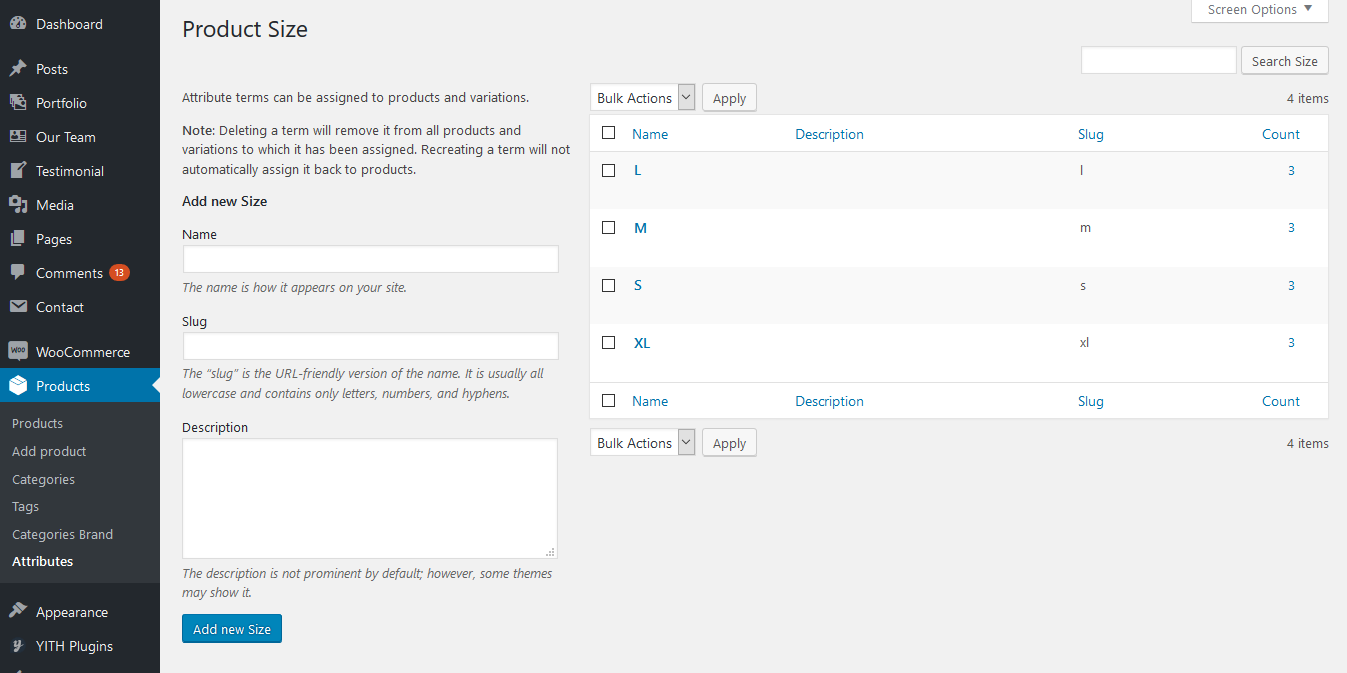 Dashboard
Posts
Portfolio
Our Team
Testimonial
Media
Pages
Comments 13
Contact
Woo WooCommerce
Products
Products
Add product
Categories
Tags
Categories Brand
Attributes
Appearance
YITH Plugins
Screen Options
Product Size
Search Size
Attribute terms can be assigned to products and variations.
Note: Deleting a term will remove it from all products and
variations to which it has been assigned. Recreating a term will not
automatically assign it back to products.
Add new Size
Name
The name is how it appears on your site.
Slug
The “slug” is the URL-friendly version of the name. It is usually all
lowercase and contains only letters, numbers, and hyphens.
Description
The description is not prominent by default; however, some themes
may show it.
Add new Size
Bulk Actions Apply 4 items
Name Description Slug Count
L l 3
M m 3
S s 3
XL xl 3
Name Description Slug Count
Bulk Actions Apply 4 items